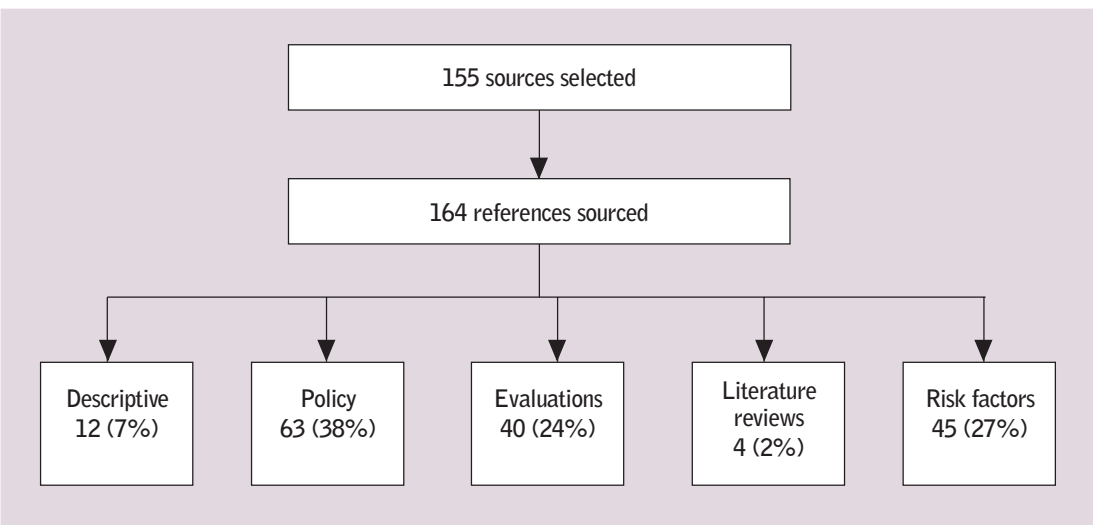 155 sources selected
164 references sourced
Descriptive
12 (7%)
Policy
63 (38%)
Evaluations
40 (24%)
Literature
reviews
4 (2%)
Risk factors
45 (27%)